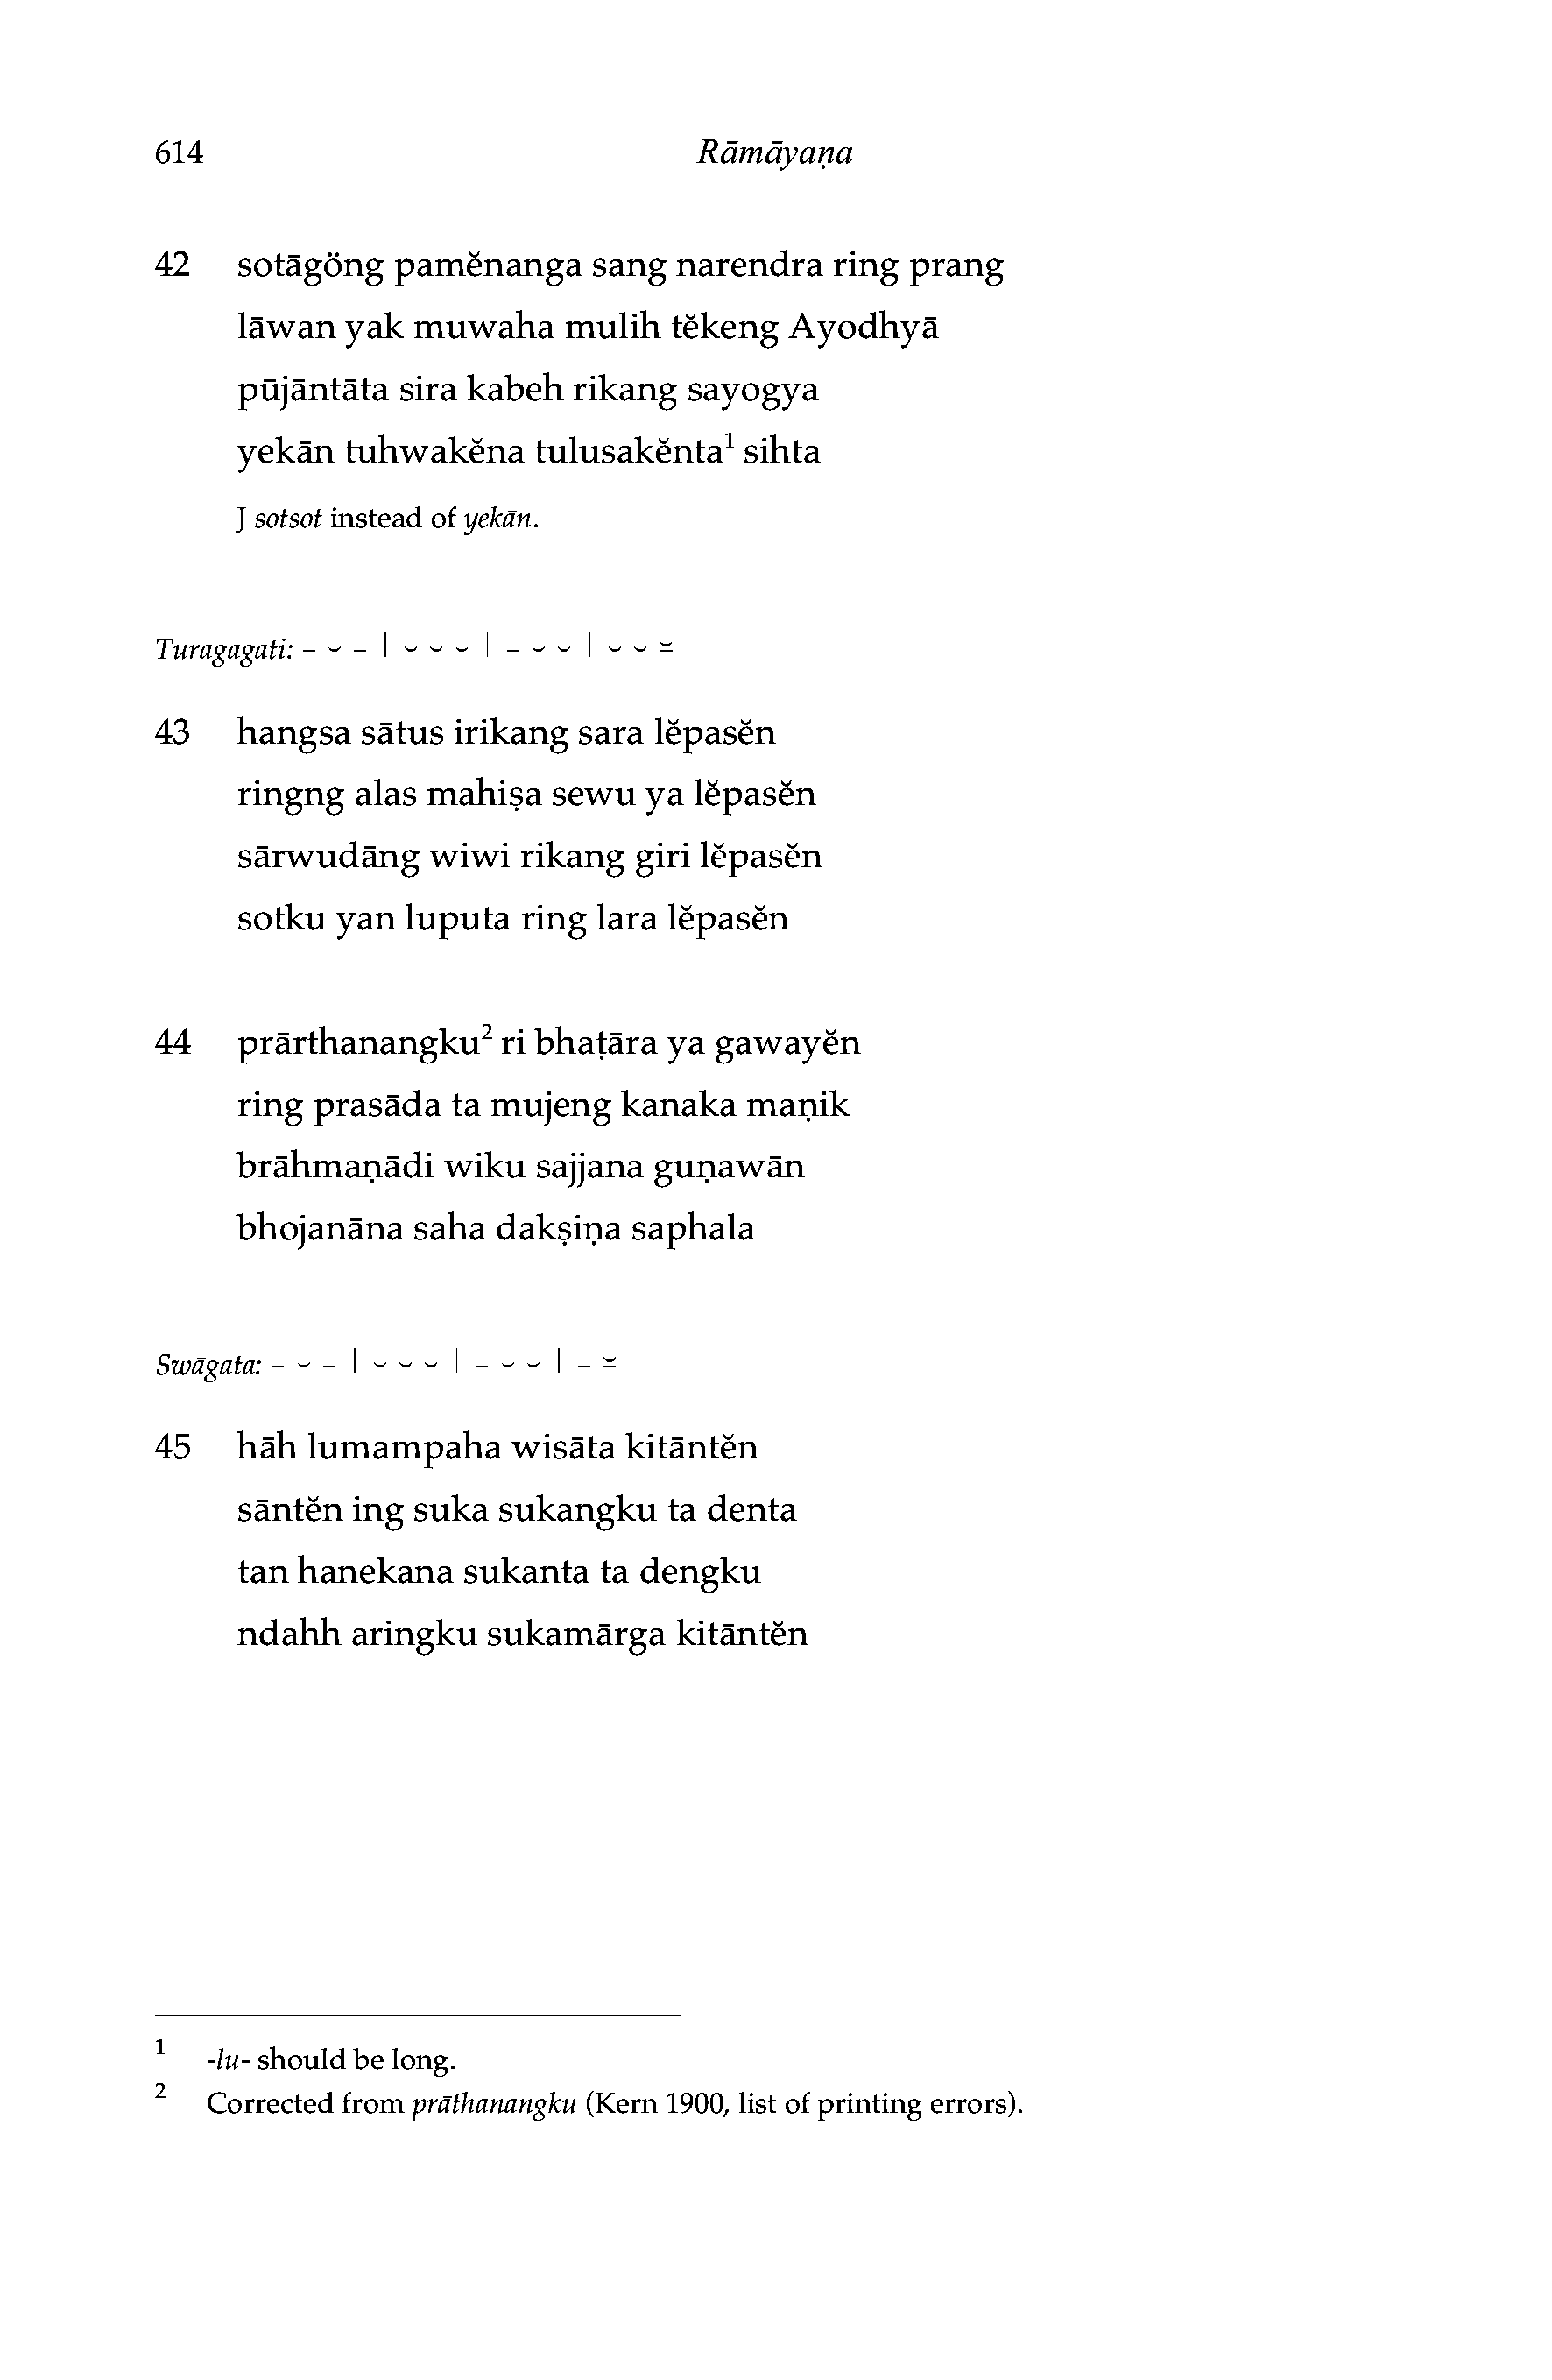 614 Rāmāyaṇa
42 sotāgöng pamĕnanga sang narendra ring prang
lāwan yak muwaha mulih tĕkeng Ayodhyā
pūjāntāta sira kabeh rikang sayogya
yekān tuhwakĕna tulusakĕnta¹ sihta
J sotsot instead of yekān.
Turagagati: – ⏑ – | ⏑ ⏑ ⏑ | – ⏑ ⏑ | ⏑ ⏑ ⏓
43 hangsa sātus irikang sara lĕpasĕn
ringng alas mahiṣa sewu ya lĕpasĕn
sārwudāng wiwi rikang giri lĕpasĕn
sotku yan luputa ring lara lĕpasĕn
44 prārthanangku² ri bhaṭāra ya gawayĕn
ring prasāda ta mujeng kanaka maṇik
brāhmaṇādi wiku sajjana guṇawān
bhojanāna saha dakṣiṇa saphala
Swāgata: – ⏑ – | ⏑ ⏑ ⏑ | – ⏑ ⏑ | – ⏓
45 hāh lumampaha wisāta kitāntĕn
sāntĕn ing suka sukangku ta denta
tan hanekana sukanta ta dengku
ndahh aringku sukamārga kitāntĕn
1 -lu- should be long.
2 Corrected from prāthanangku (Kern 1900, list of printing errors).